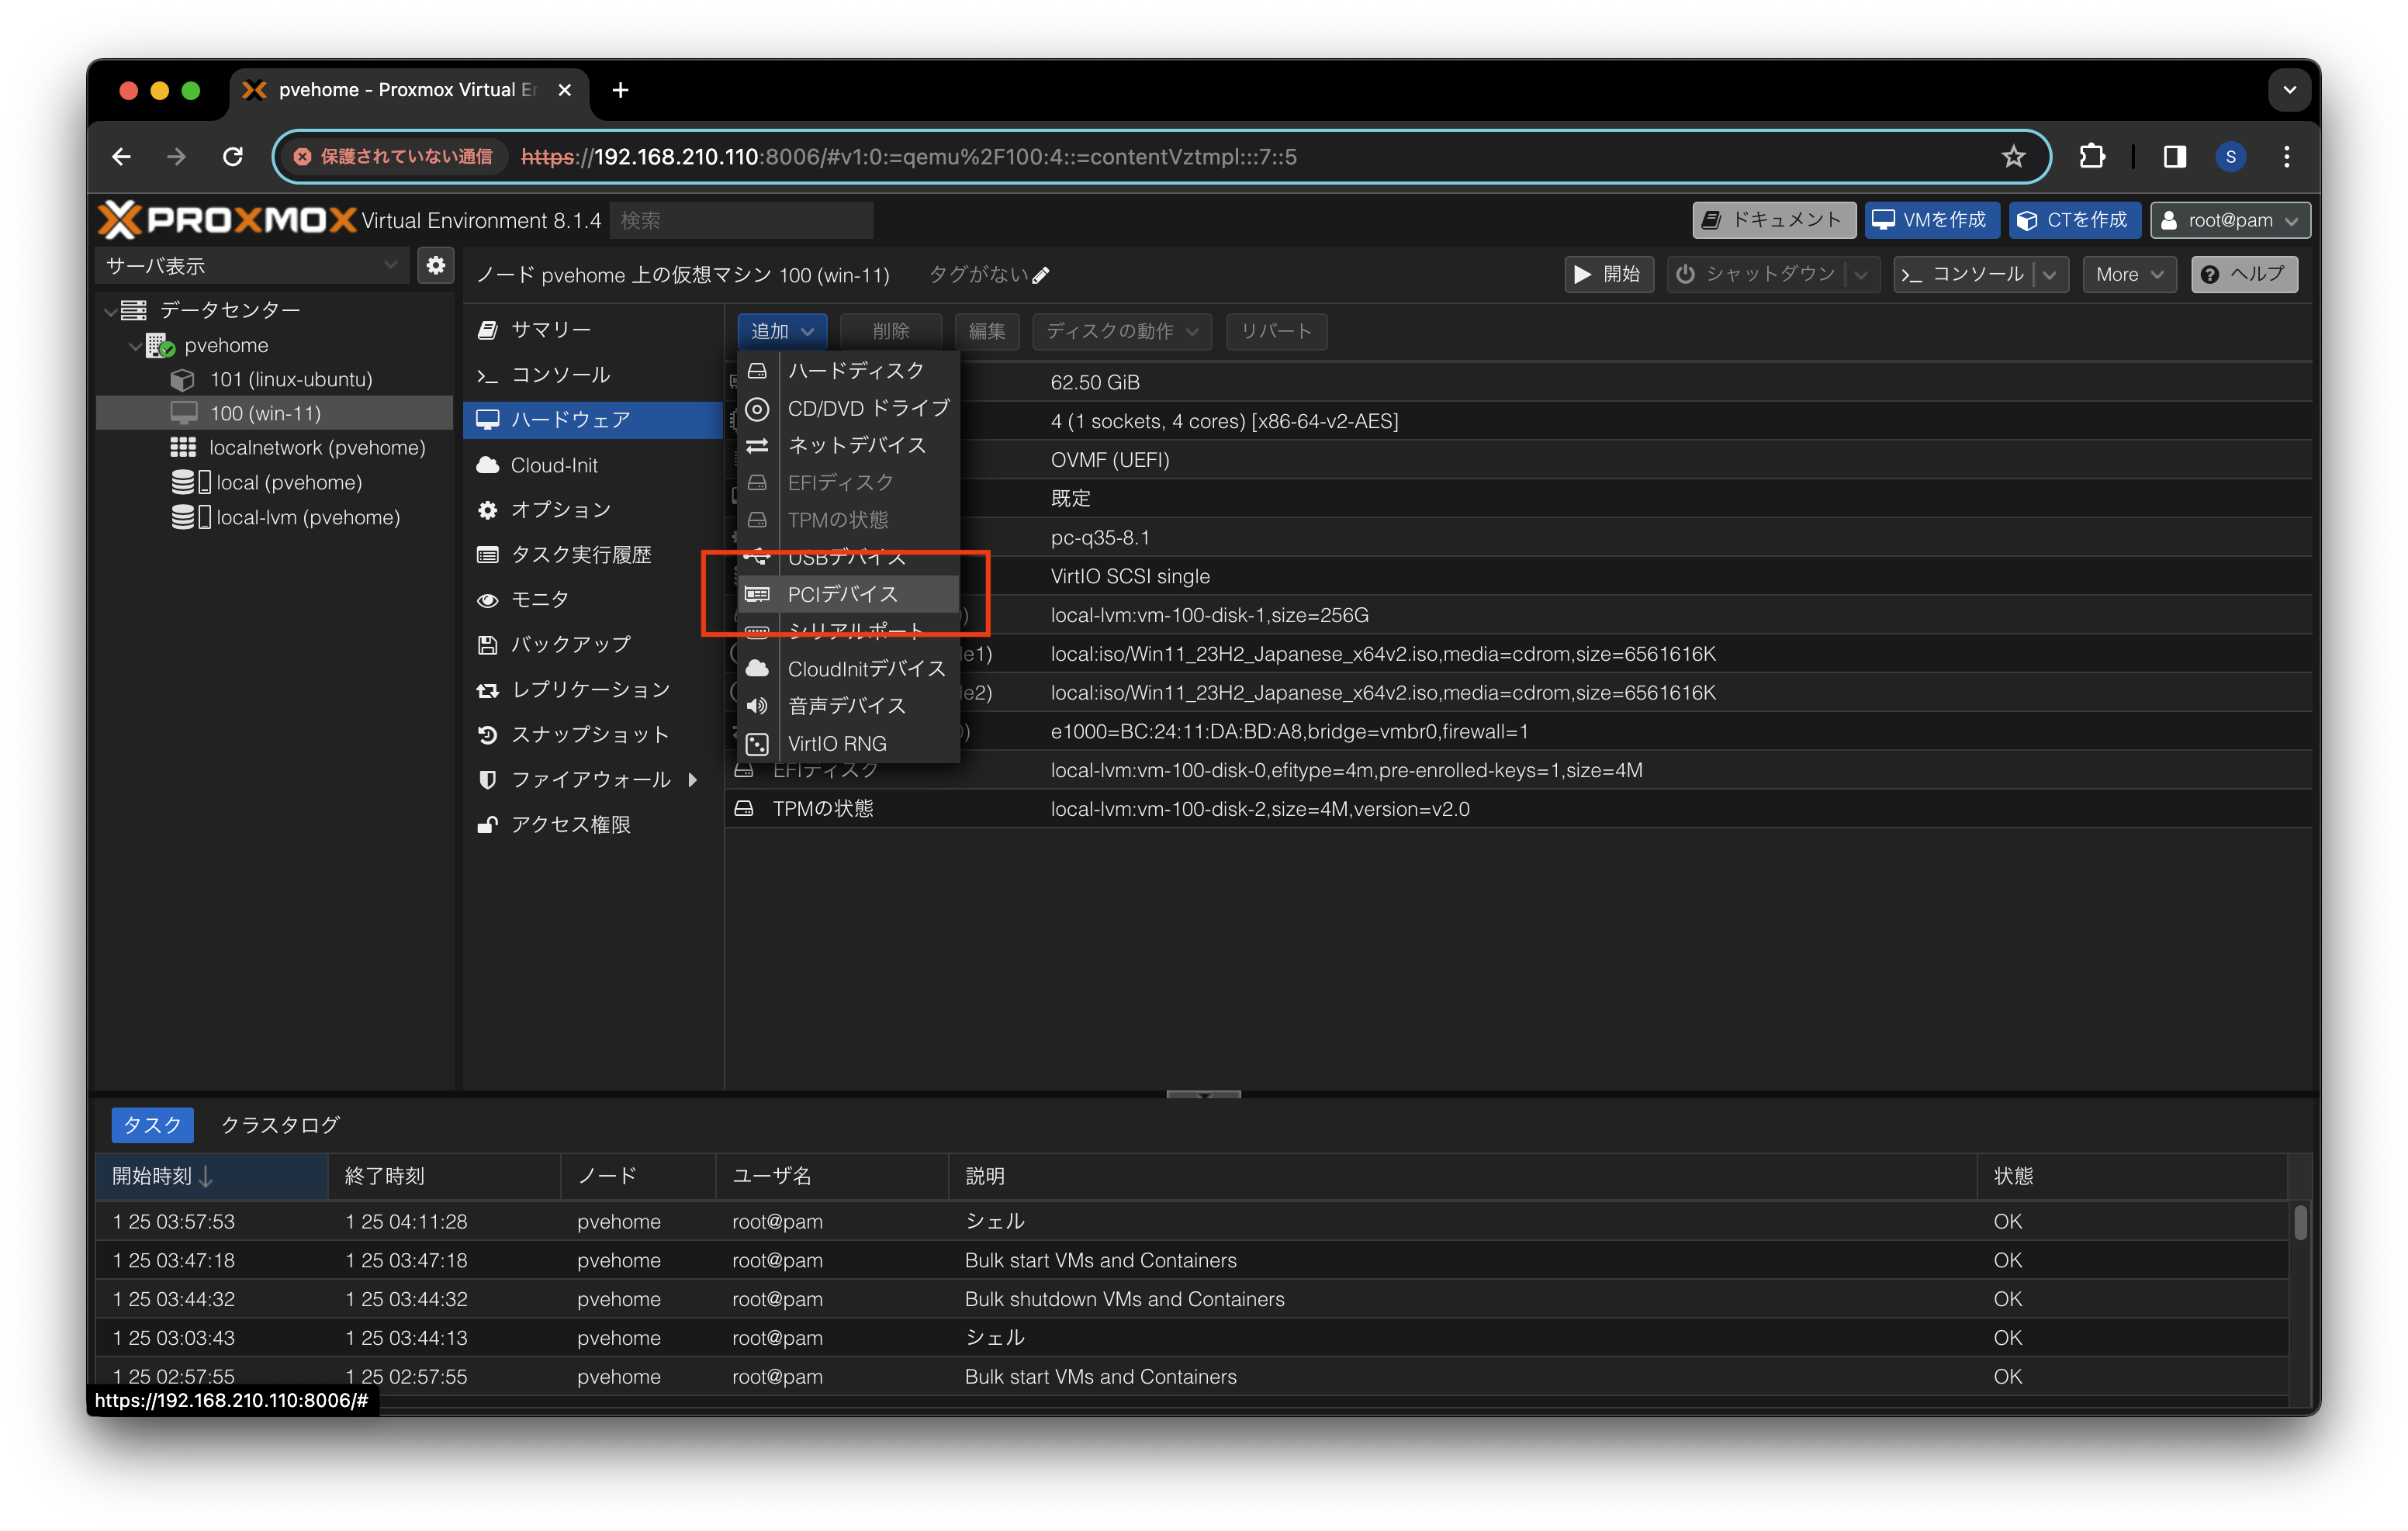 pvehome - Proxmox Virtual Er
保護されていない通信 https://192.168.210.110:8006/#v1:0:=qemu%2F100:4::=contentVztmpl:::7::5
S
PROXMOX Virtual Environment 8.1.4 検索 ドキュメント VMを作成 CTを作成 root@pam
サーバ表示
データセンター
pvehome
101 (linux-ubuntu)
100 (win-11)
localnetwork (pvehome)
local (pvehome)
local-lvm (pvehome)
ノード pvehome 上の仮想マシン 100 (win-11) タグがない 開始 シャットダウン コンソール More ヘルプ
サマリー
コンソール
ハードウェア
Cloud-Init
オプション
タスク実行履歴
モニタ
バックアップ
レプリケーション
スナップショット
ファイアウォール
アクセス権限
追加 削除 編集 ディスクの動作 リバート
ハードディスク
CD/DVD ドライブ
ネットデバイス
EFIディスク
TPMの状態
USBデバイス
PCIデバイス
シリアルポート
CloudInitデバイス
音声デバイス
VirtIO RNG
62.50 GiB
4 (1 sockets, 4 cores) [x86-64-v2-AES]
OVMF (UEFI)
既定
pc-q35-8.1
VirtIO SCSI single
) local-lvm:vm-100-disk-1,size=256G
le1) local:iso/Win11_23H2_Japanese_x64v2.iso,media=cdrom,size=6561616K
le2) local:iso/Win11_23H2_Japanese_x64v2.iso,media=cdrom,size=6561616K
) e1000=BC:24:11:DA:BD:A8,bridge=vmbr0,firewall=1
EFIディスク local-lvm:vm-100-disk-0,efitype=4m,pre-enrolled-keys=1,size=4M
TPMの状態 local-lvm:vm-100-disk-2,size=4M,version=v2.0
タスク クラスタログ
開始時刻 終了時刻 ノード ユーザ名 説明 状態
1 25 03:57:53 1 25 04:11:28 pvehome root@pam シェル OK
1 25 03:47:18 1 25 03:47:18 pvehome root@pam Bulk start VMs and Containers OK
1 25 03:44:32 1 25 03:44:32 pvehome root@pam Bulk shutdown VMs and Containers OK
1 25 03:03:43 1 25 03:44:13 pvehome root@pam シェル OK
1 25 02:57:55 1 25 02:57:55 pvehome root@pam Bulk start VMs and Containers OK
https://192.168.210.110:8006/#